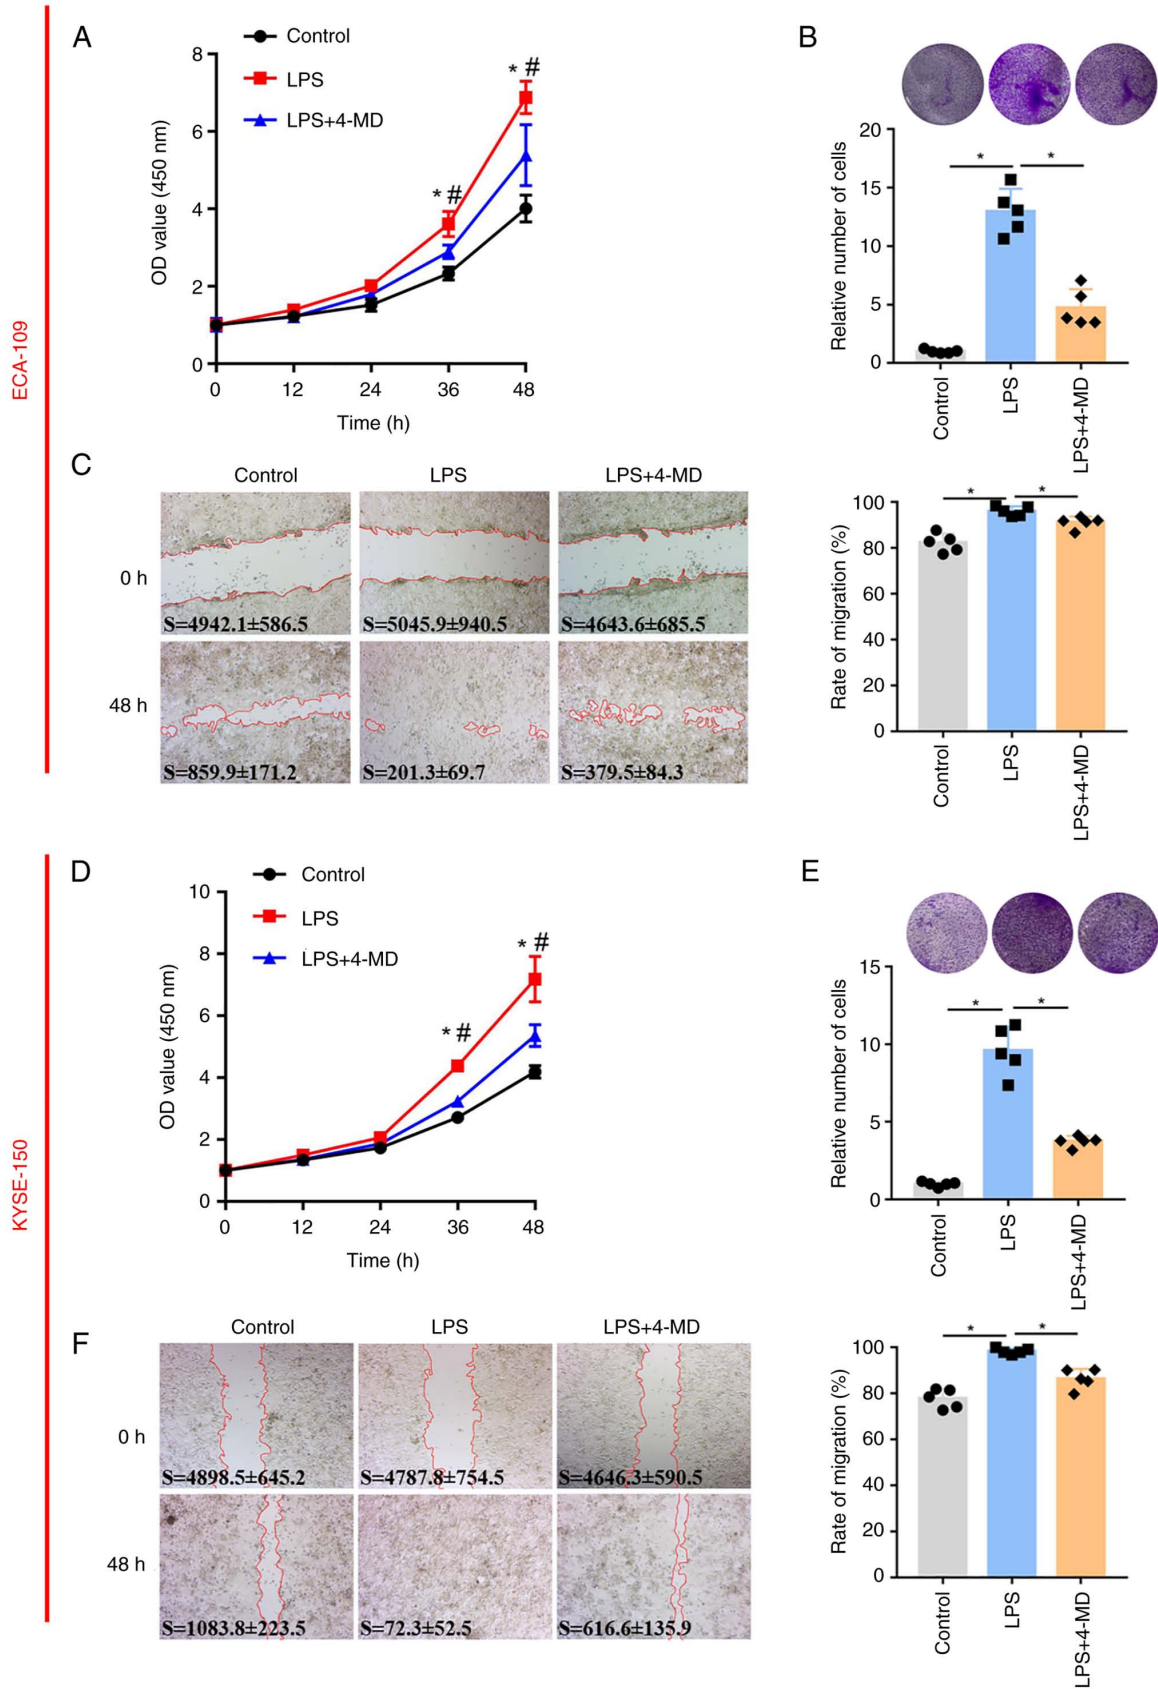 ECA-109
A
Control
LPS
LPS+4-MD
* #
* #
OD value (450 nm)
8
6
4
2
0
0 12 24 36 48
Time (h)
B
Relative number of cells
20
15
10
5
0
* *
Control LPS LPS+4-MD
C
Control LPS LPS+4-MD
0 h
S=4942.1±586.5 S=5045.9±940.5 S=4643.6±685.5
48 h
S=859.9±171.2 S=201.3±69.7 S=379.5±84.3
Rate of migration (%)
100
80
60
40
20
0
* *
Control LPS LPS+4-MD
KYSE-150
D
Control
LPS
LPS+4-MD
* #
* #
OD value (450 nm)
10
8
6
4
2
0
0 12 24 36 48
Time (h)
E
Relative number of cells
15
10
5
0
* *
Control LPS LPS+4-MD
F
Control LPS LPS+4-MD
0 h
S=4898.5±645.2 S=4787.8±754.5 S=4646.3±590.5
48 h
S=1083.8±223.5 S=72.3±52.5 S=616.6±135.9
Rate of migration (%)
100
80
60
40
20
0
* *
Control LPS LPS+4-MD